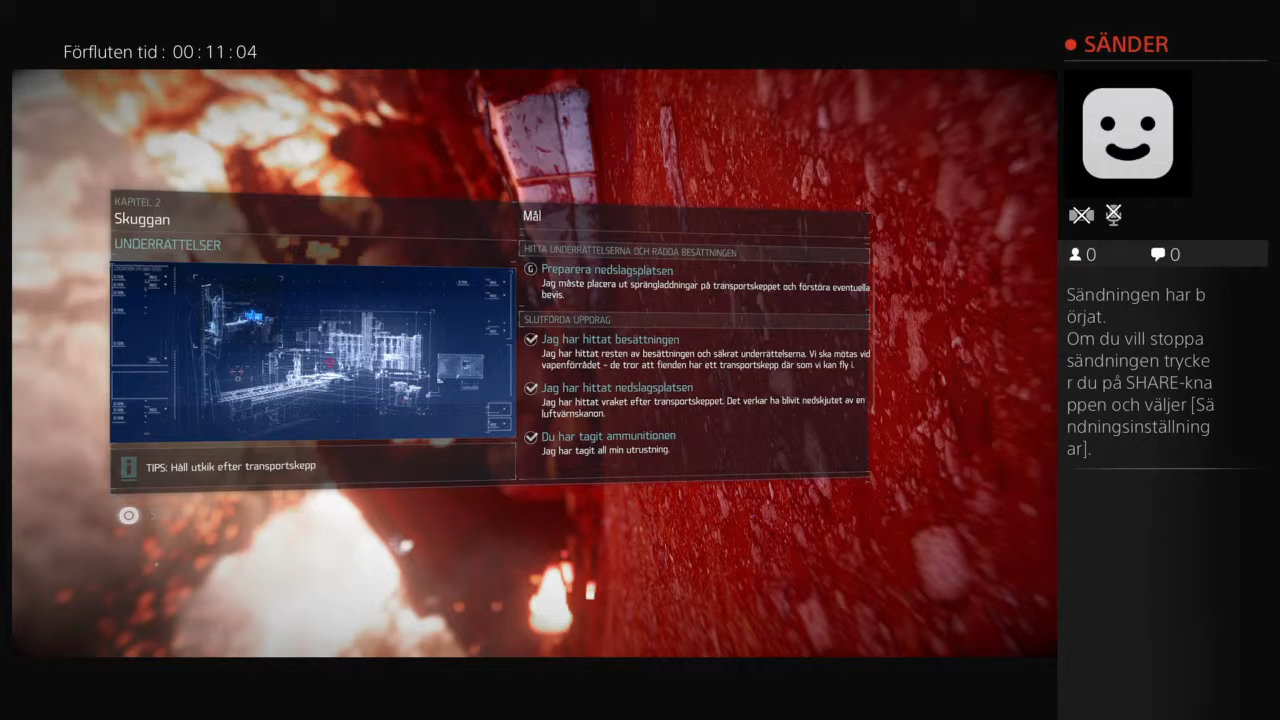 Förfluten tid : 00 : 11 : 04
SÄNDER
KAPITEL 2
Skuggan
UNDERRÄTTELSER
TIPS: Håll utkik efter transportskepp
Mål
HITTA UNDERRÄTTELSERNA OCH RÄDDA BESÄTTNINGEN
G Preparera nedslagsplatsen
Jag måste placera ut sprängladdningar på transportskeppet och förstöra eventuella
bevis.
SLUTFÖRDA UPPDRAG
Jag har hittat besättningen
Jag har hittat resten av besättningen och säkrat underrättelserna. Vi ska mötas vid
vapenförrådet - de tror att fienden har ett transportskepp där som vi kan fly i.
Jag har hittat nedslagsplatsen
Jag har hittat vraket efter transportskeppet. Det verkar ha blivit nedskjutet av en
luftvärnskanon.
Du har tagit ammunitionen
Jag har tagit all min utrustning.
0
0
Sändningen har b
örjat.
Om du vill stoppa
sändningen trycke
r du på SHARE-kna
ppen och väljer [Sä
ndningsinställning
ar].